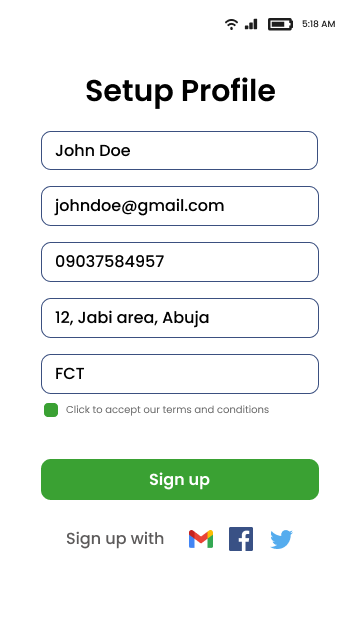 5:18 AM
Setup Profile
John Doe
johndoe@gmail.com
09037584957
12, Jabi area, Abuja
FCT
Click to accept our terms and conditions
Sign up
Sign up with